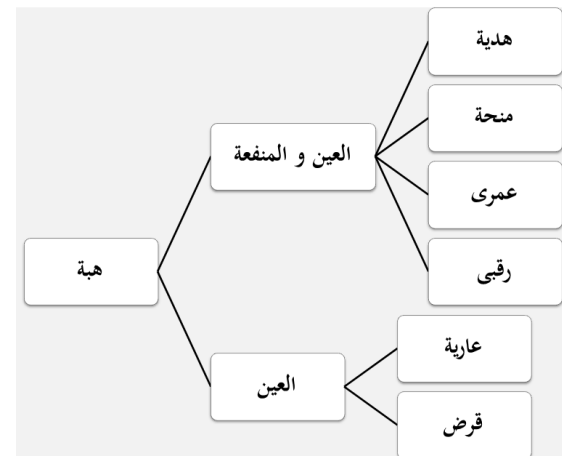 هدية
منحة
العين و المنفعة
عمرى
هبة
رقبى
عارية
العين
قرض